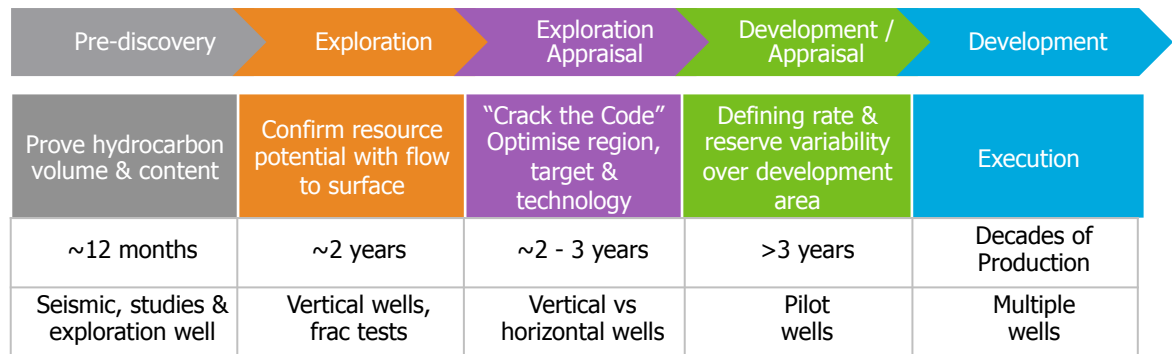 Pre-discovery
Exploration
Exploration
Appraisal
Development /
Appraisal
Development
Prove hydrocarbon
volume & content
Confirm resource
potential with flow
to surface
“Crack the Code”
Optimise region,
target &
technology
Defining rate &
reserve variability
over development
area
Execution
~12 months
~2 years
~2 - 3 years
>3 years
Decades of
Production
Seismic, studies &
exploration well
Vertical wells,
frac tests
Vertical vs
horizontal wells
Pilot
wells
Multiple
wells